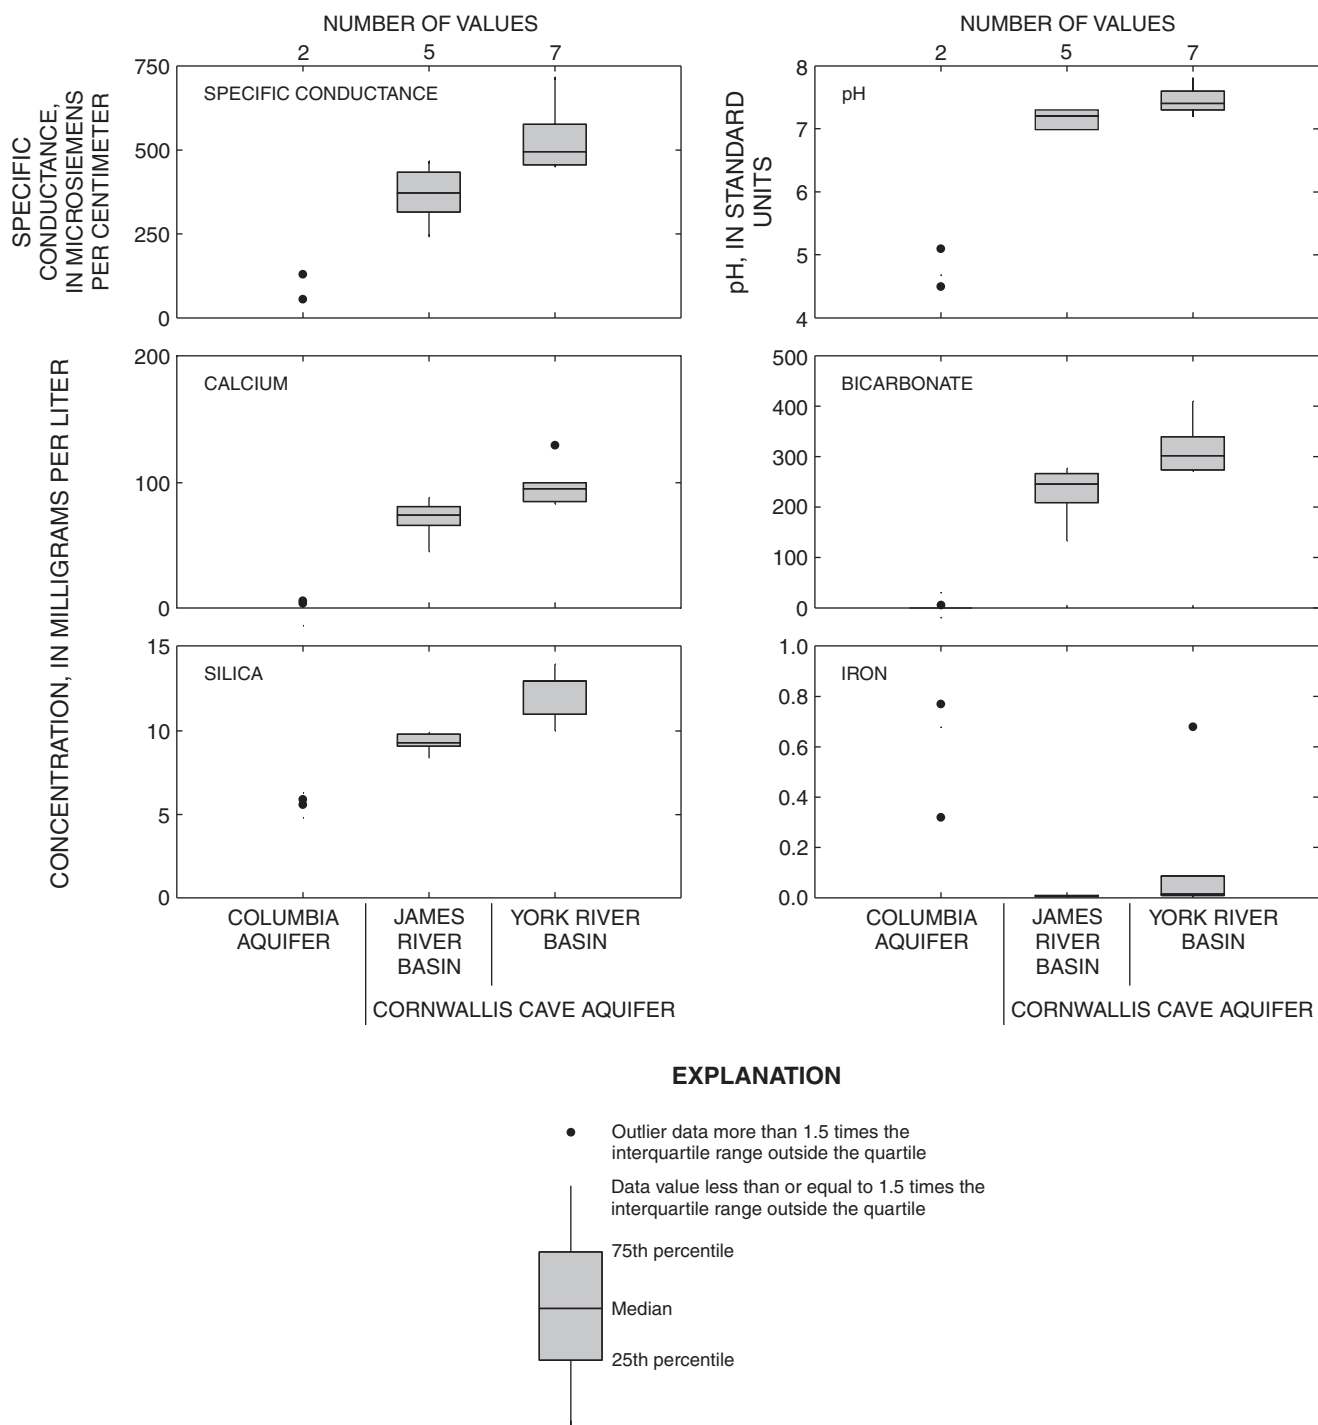 NUMBER OF VALUES
2 5 7
SPECIFIC CONDUCTANCE
750
500
250
0
SPECIFIC
CONDUCTANCE,
IN MICROSIEMENS
PER CENTIMETER
NUMBER OF VALUES
2 5 7
pH
8
7
6
5
4
pH, IN STANDARD
UNITS
CALCIUM
200
100
0
BICARBONATE
500
400
300
200
100
0
CONCENTRATION, IN MILLIGRAMS PER LITER
SILICA
15
10
5
0
IRON
1.0
0.8
0.6
0.4
0.2
0.0
COLUMBIA
AQUIFER
JAMES
RIVER
BASIN
YORK RIVER
BASIN
CORNWALLIS CAVE AQUIFER
COLUMBIA
AQUIFER
JAMES
RIVER
BASIN
YORK RIVER
BASIN
CORNWALLIS CAVE AQUIFER
EXPLANATION
Outlier data more than 1.5 times the
interquartile range outside the quartile
Data value less than or equal to 1.5 times the
interquartile range outside the quartile
75th percentile
Median
25th percentile